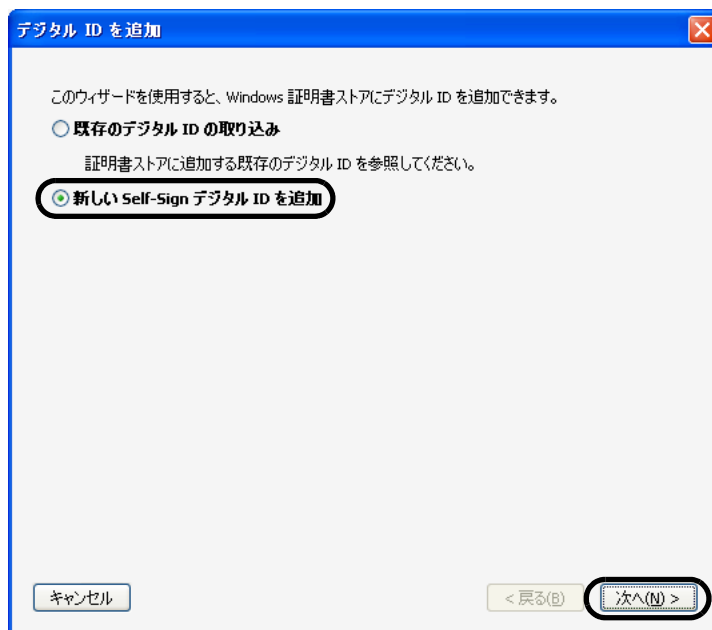 デジタル ID を追加
このウィザードを使用すると、Windows 証明書ストアにデジタル ID を追加できます。
既存のデジタル ID の取り込み
証明書ストアに追加する既存のデジタル ID を参照してください。
新しい Self-Sign デジタル ID を追加
キャンセル
< 戻る(B)
次へ(N) >